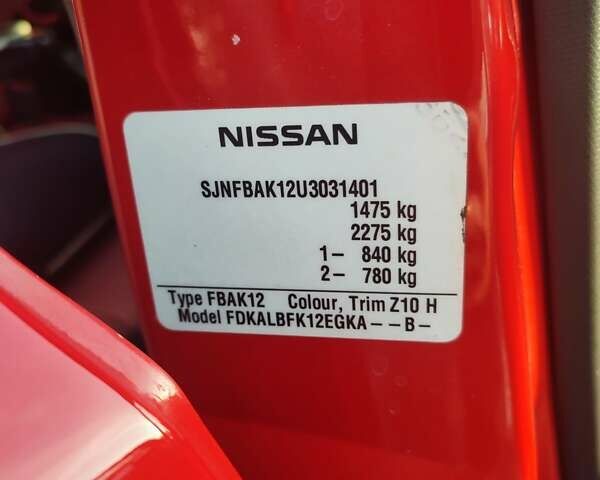 NISSAN
SJNFBAK12U3031401
1475 kg
2275 kg
1- 840 kg
2- 780 kg
Type FBAK12 Colour, Trim Z10 H
Model FDKALBFK12EGKA - - B -